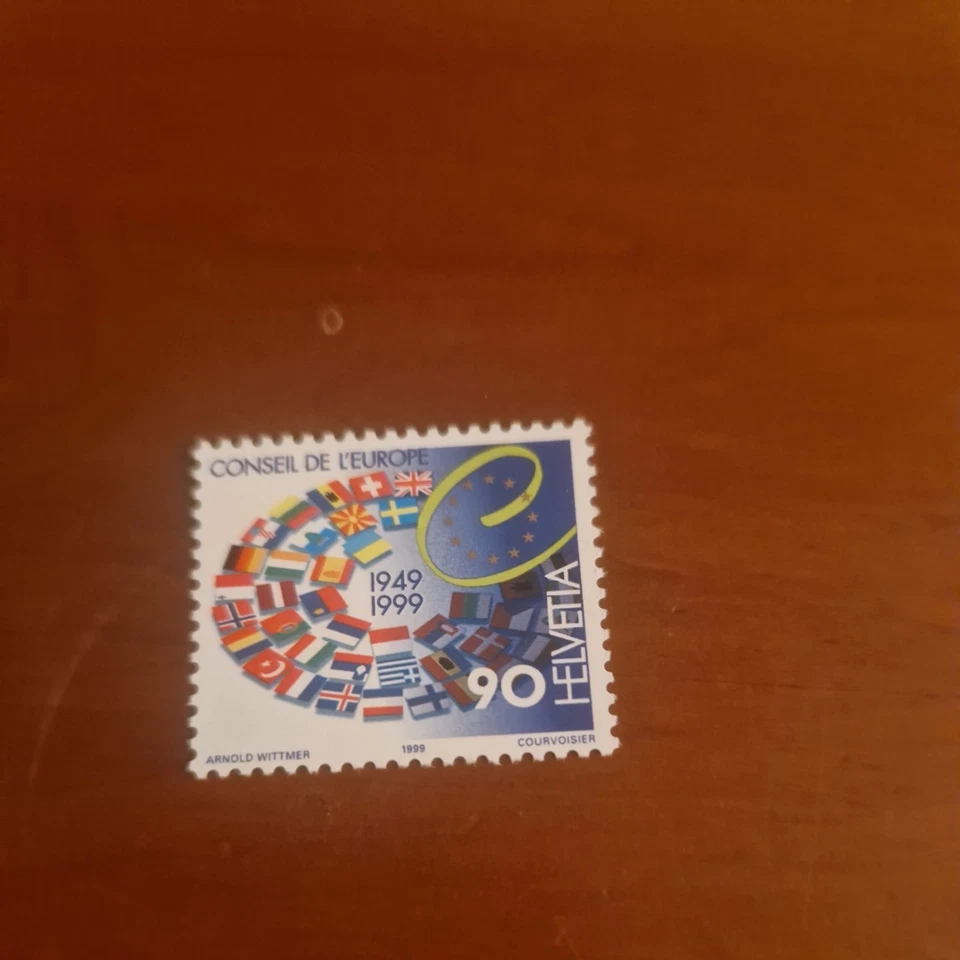 CONSEIL DE L'EUROPE
1949
1999
HELVETIA
90
ARNOLD WITTMER
1999
COURVOISIER